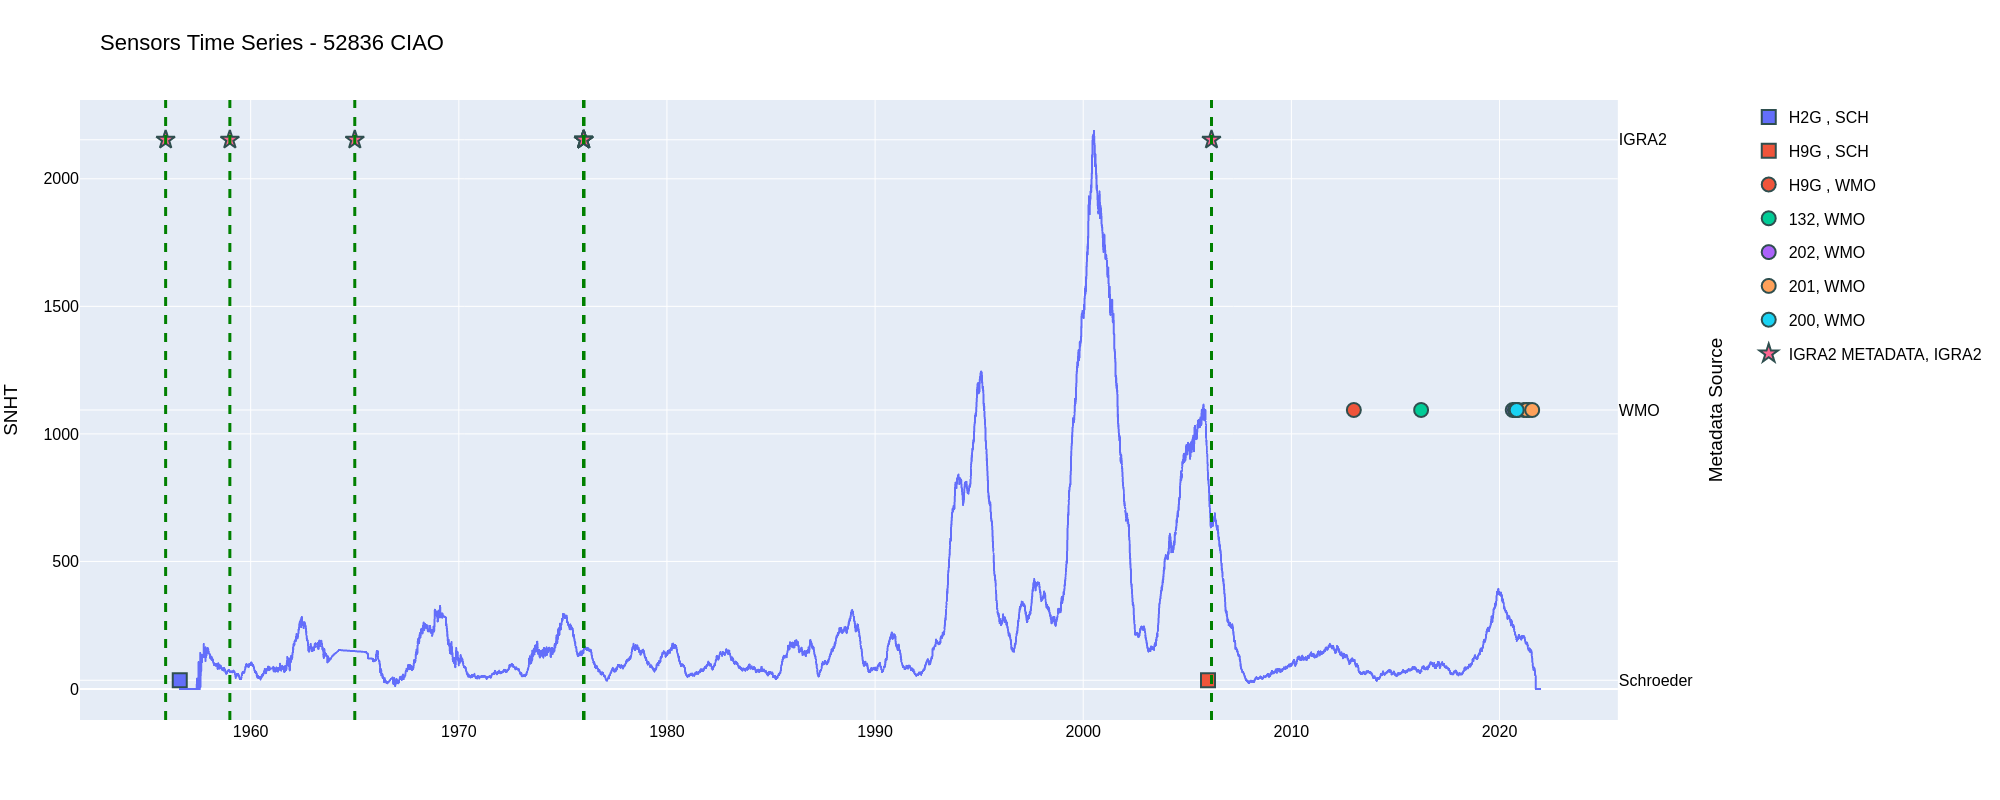 Sensors Time Series - 52836 CIAO
SNHT
2000
1500
1000
500
0
1960
1970
1980
1990
2000
2010
2020
IGRA2
WMO
Schroeder
Metadata Source
H2G , SCH
H9G , SCH
H9G , WMO
132, WMO
202, WMO
201, WMO
200, WMO
IGRA2 METADATA, IGRA2